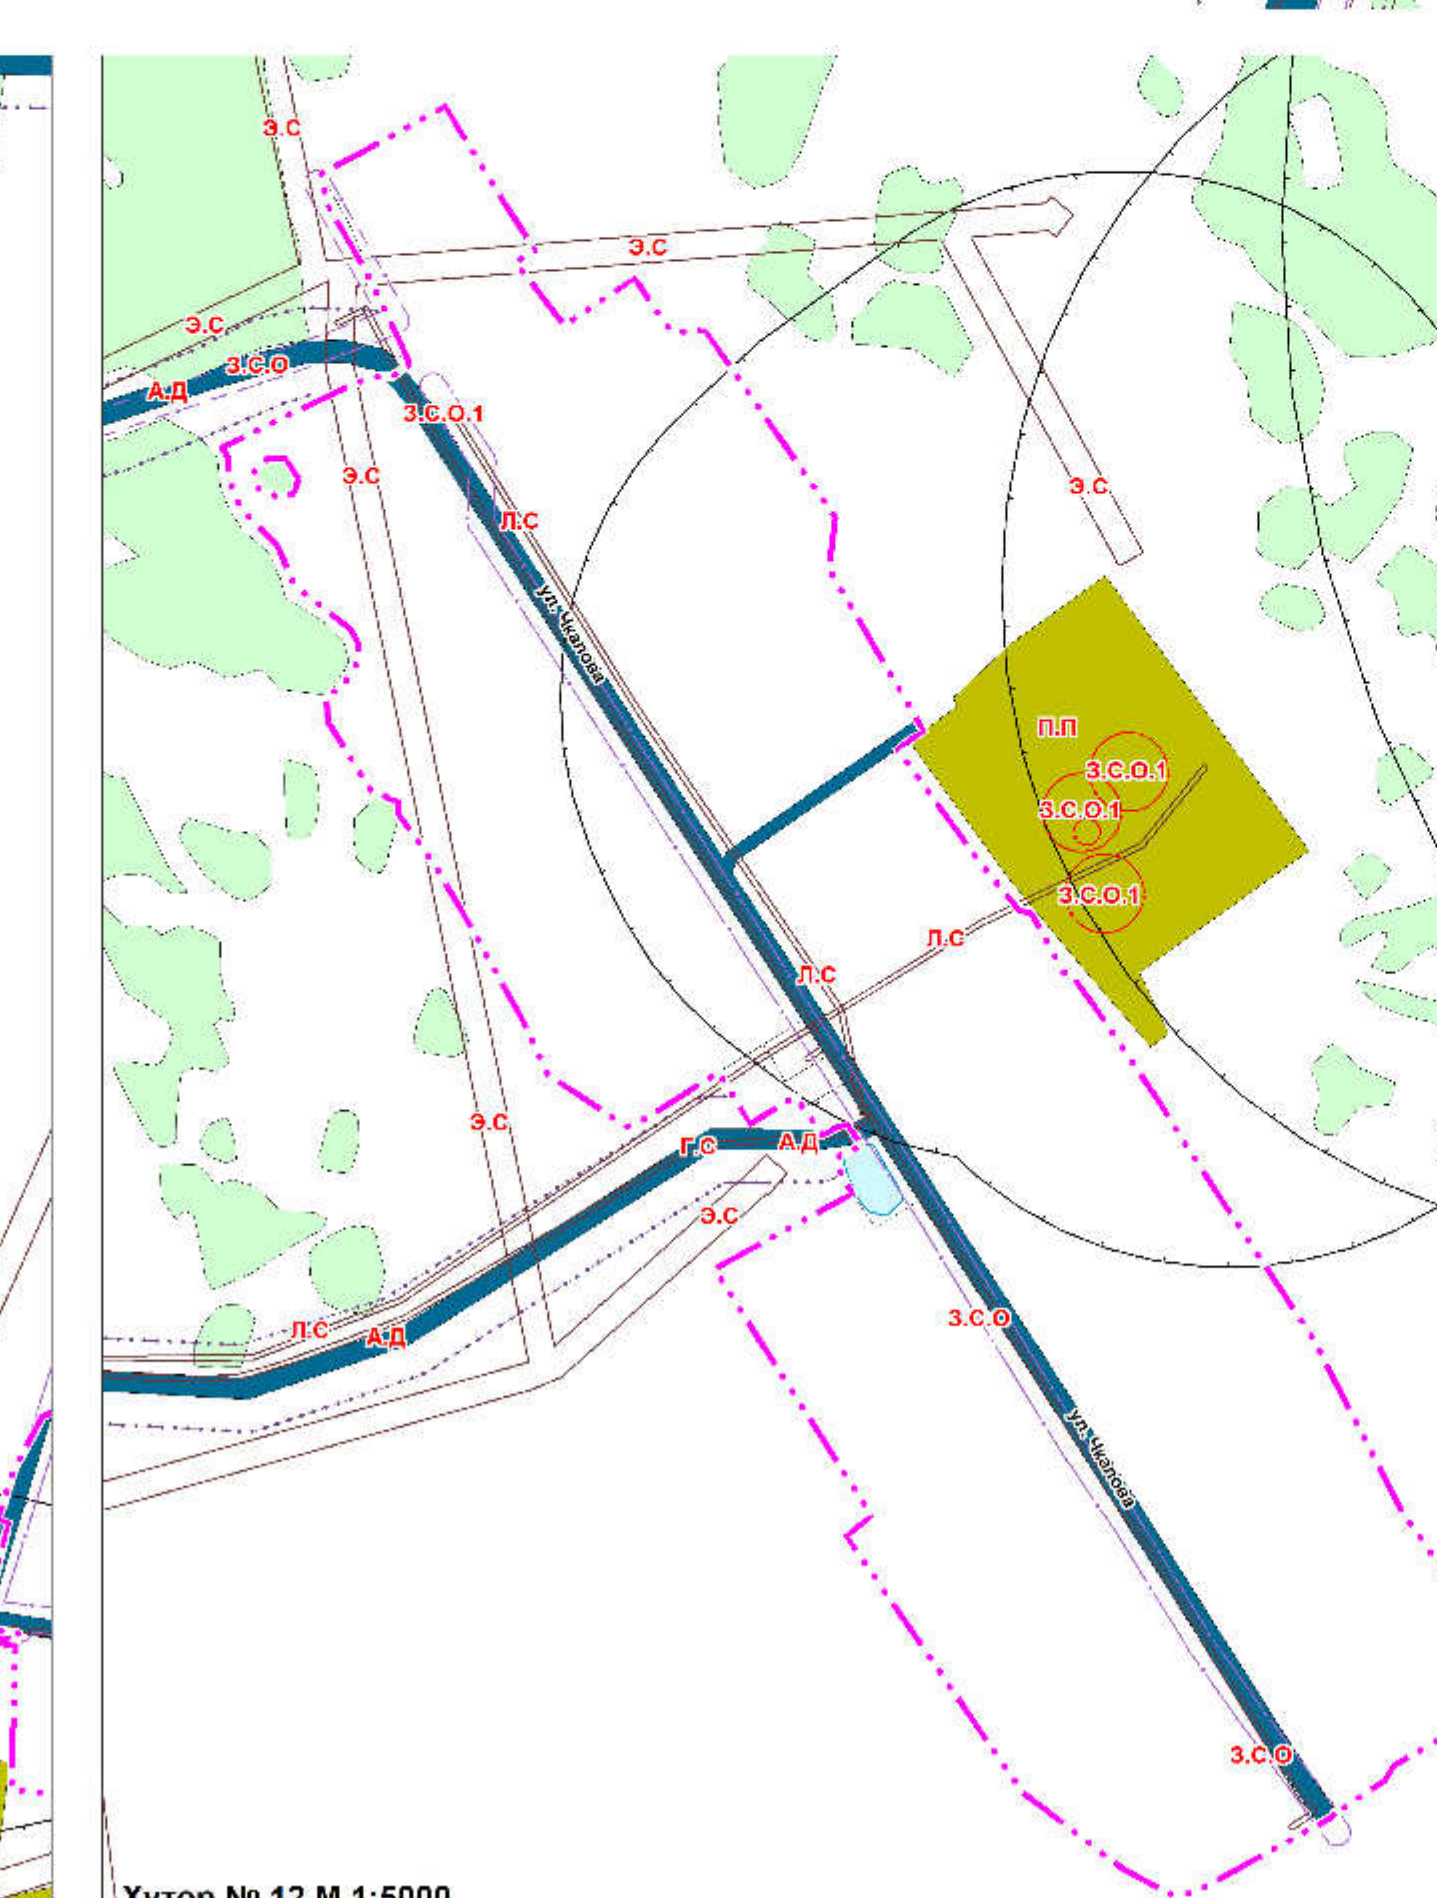 Э.С
Э.С
Э.С
З.С.О
А.Д
З.С.О.1
Э.С
Э.С
Л.С
ул. Чкалова
П.П
З.С.О.1
З.С.О.1
З.С.О.1
Л.С
Л.С
Э.С
Г.С
А.Д
Э.С
З.С.О
Л.С
А.Д
ул. Чкалова
З.С.О
Хутор № 12 М 1:5000